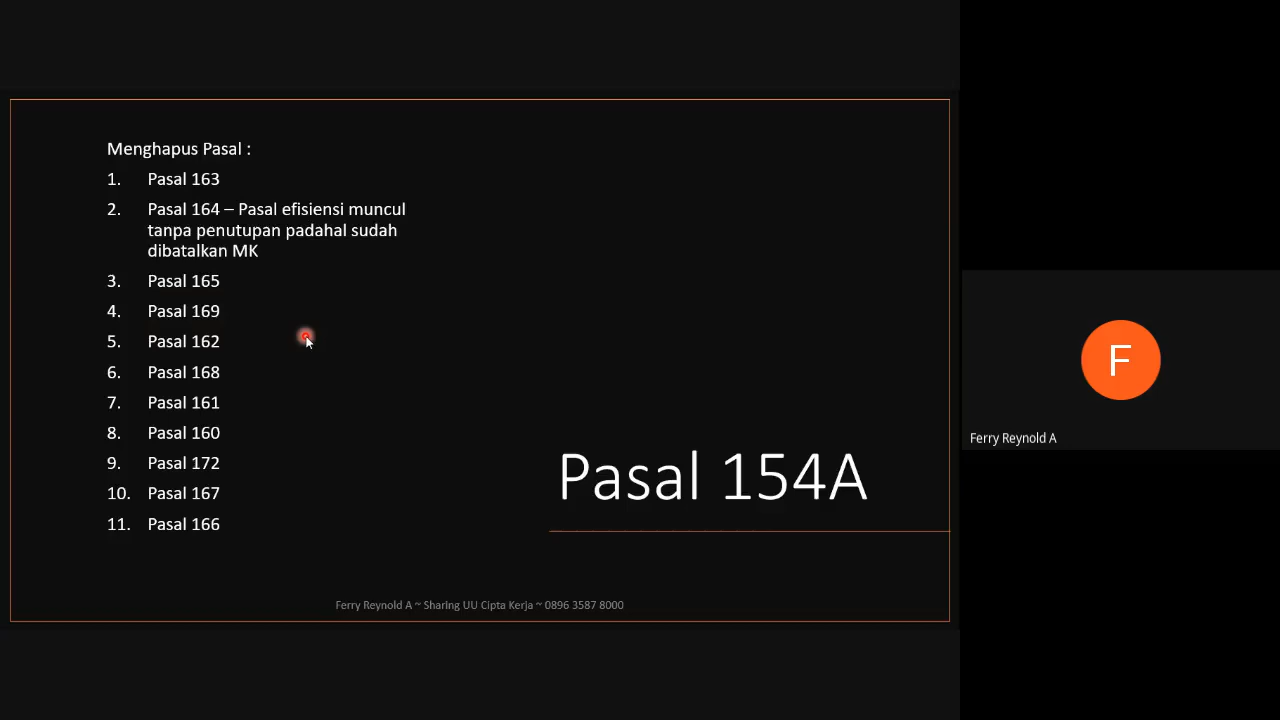 Menghapus Pasal :
1. Pasal 163
2. Pasal 164 – Pasal efisiensi muncul
tanpa penutupan padahal sudah
dibatalkan MK
3. Pasal 165
4. Pasal 169
5. Pasal 162
6. Pasal 168
7. Pasal 161
8. Pasal 160
9. Pasal 172
10. Pasal 167
11. Pasal 166
Pasal 154A
Ferry Reynold A ~ Sharing UU Cipta Kerja ~ 0896 3587 8000
F
Ferry Reynold A